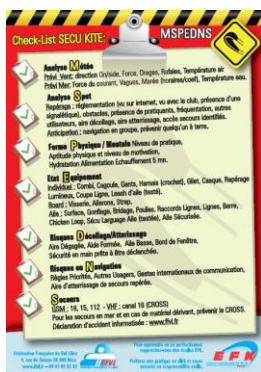 Check-List SECU KITE:
MSPEDNS
Analyse Météo
Prévi Vent: direction On/side, Force, Orages, Rafales, Température air
Prévi Mer: Force du courant, Vagues, Marée (horaires/coef), Température eau.
Analyse Spot
Repérage : réglementation (vu sur internet, vu avec le club, présence d'une
signalétique), obstacles, présence de pratiquants, fréquentation, autres
utilisateurs, aire décollage, aire atterrissage, accès secours identifiés.
Anticipation : navigation en groupe, prévenir quelqu'un à terre.
Forme Physique / Mentale Niveau de pratique,
Aptitude physique et niveau de motivation,
Hydratation Alimentation Echauffement 5 mn.
Etat Equipement
Individuel : Combi, Cagoule, Gants, Harnais (crochet), Gilet, Casque, Repérage
Lumineux, Coupe Ligne, Leash d'aile (testé).
Board : Visserie, Ailerons, Strap.
Aile : Surface, Gonflage, Bridage, Poulies, Raccords Lignes, Lignes, Barre,
Chicken Loop, Sécu Largage Aile (testée), Aile Sécurisée.
Risques Décollage/Atterrissage
Aire Dégagée, Aide Formée, Aile Basse, Bord de Fenêtre,
Sécurité en main prête à être déclenchée.
Risques en Navigation
Règles Priorités, Autres Usagers, Gestes internationaux de communication,
Aire d'atterrissage de secours repérée.
Secours
GSM : 18, 15, 112 - VHF : canal 16 (CROSS)
Pour les secours en mer et en cas de matériel dérivant, prévenir le CROSS.
Déclaration d'accident informatisée : www.ffvl.fr
Fédération Française de Vol Libre
FFVL
EFK